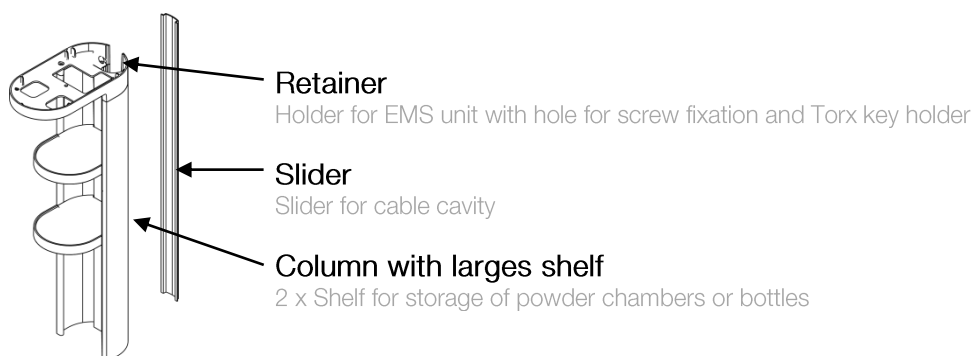 Retainer
Holder for EMS unit with hole for screw fixation and Torx key holder
Slider
Slider for cable cavity
Column with larges shelf
2 x Shelf for storage of powder chambers or bottles